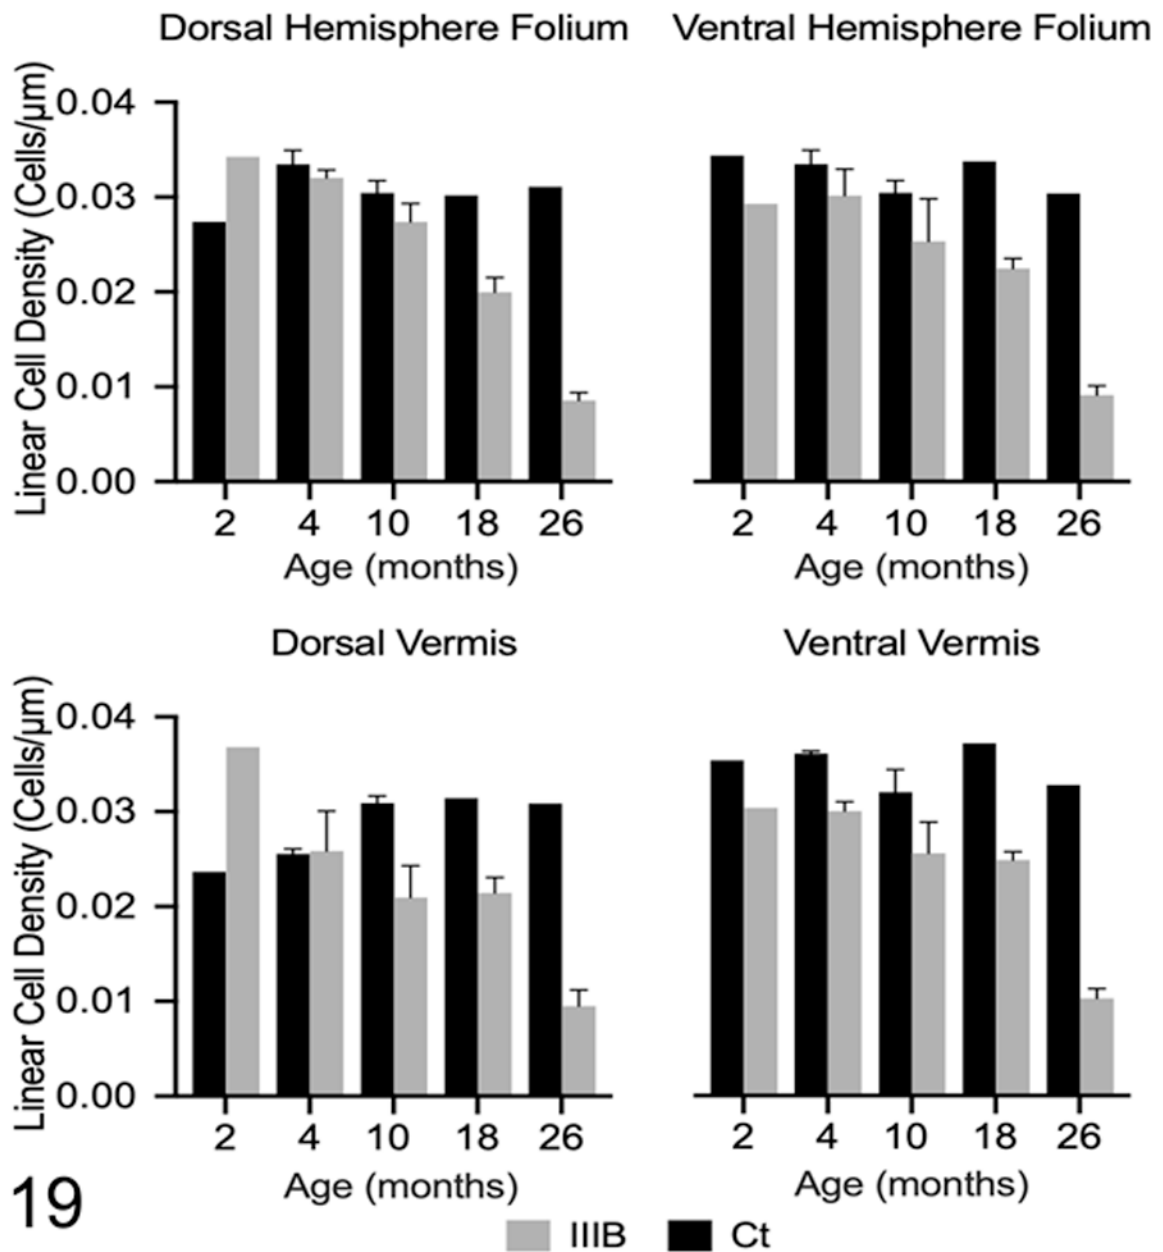 Dorsal Hemisphere Folium
Linear Cell Density (Cells/µm)
0.04
0.03
0.02
0.01
0.00
2 4 10 18 26
Age (months)
Ventral Hemisphere Folium
2 4 10 18 26
Age (months)
Dorsal Vermis
Linear Cell Density (Cells/µm)
0.04
0.03
0.02
0.01
0.00
2 4 10 18 26
Age (months)
Ventral Vermis
2 4 10 18 26
Age (months)
19
IIIB Ct